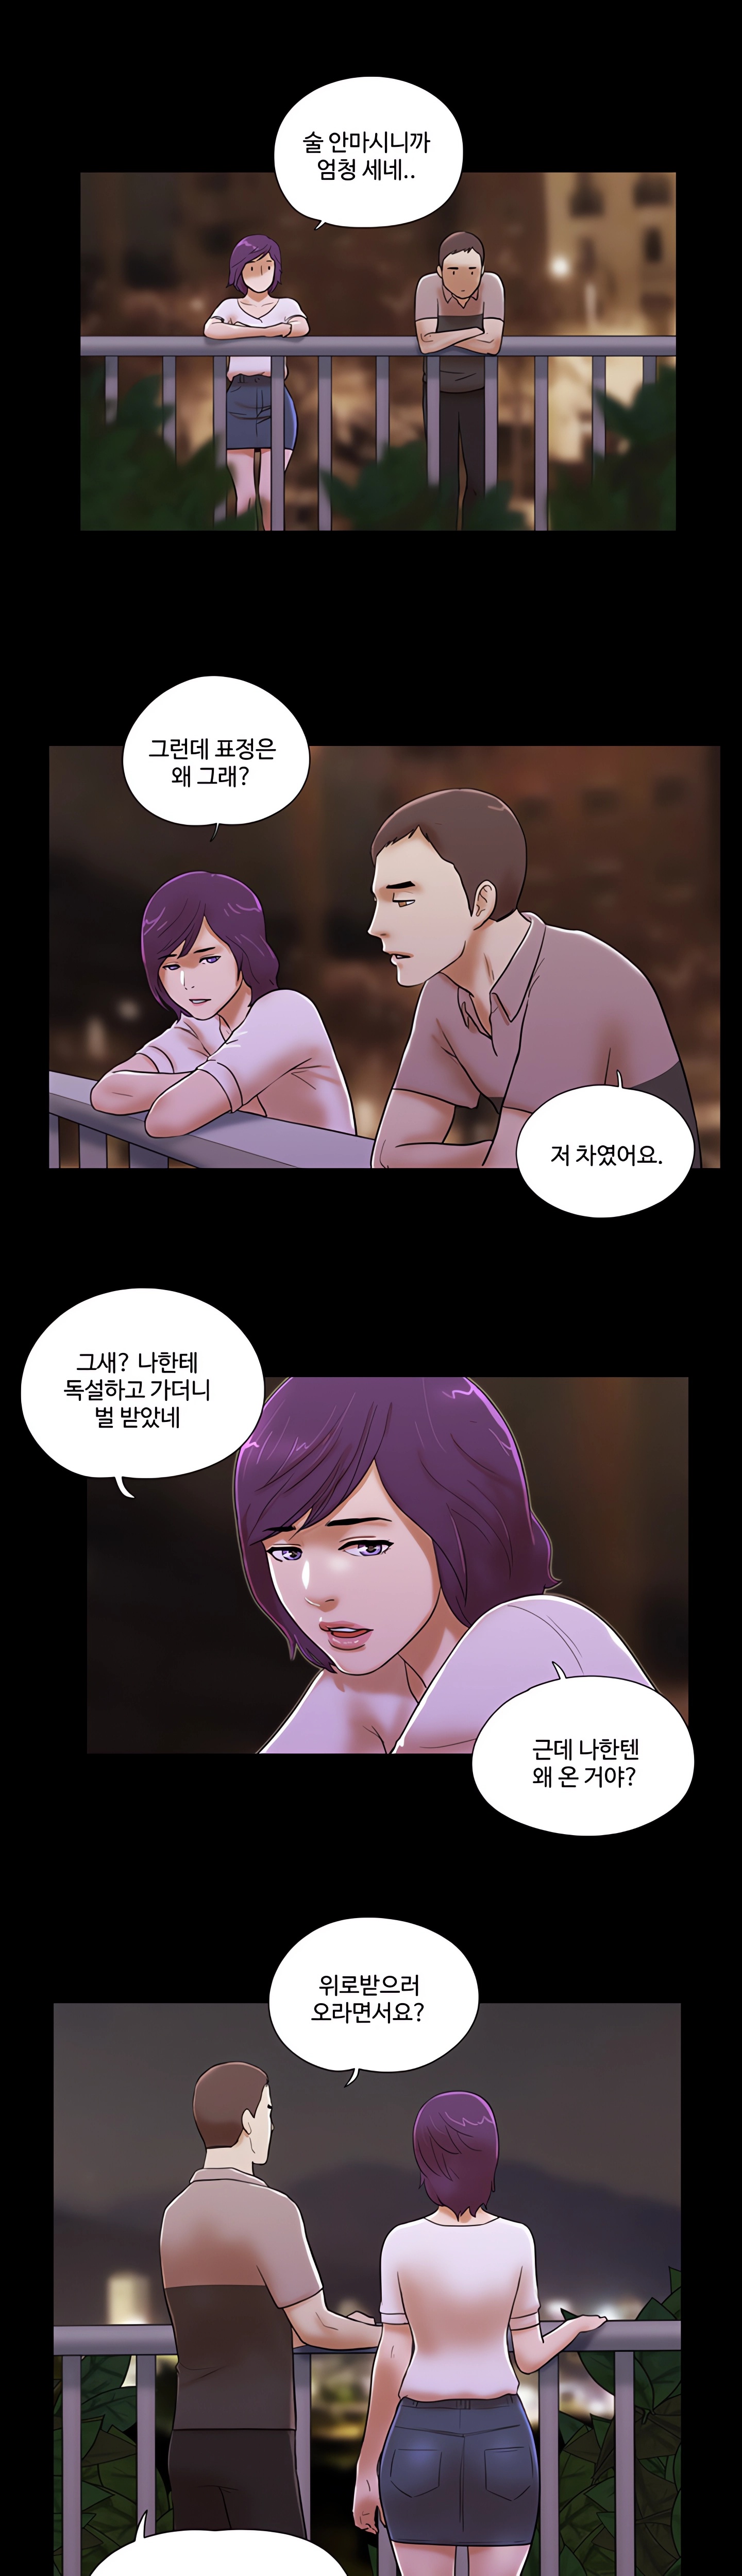 술 안마시니까
엄청 세네..
그런데 표정은
왜 그래?
저 차였어요.
그새? 나한테
독설하고 가더니
벌 받았네
근데 나한텐
왜 온 거야?
위로받으러
오라면서요?